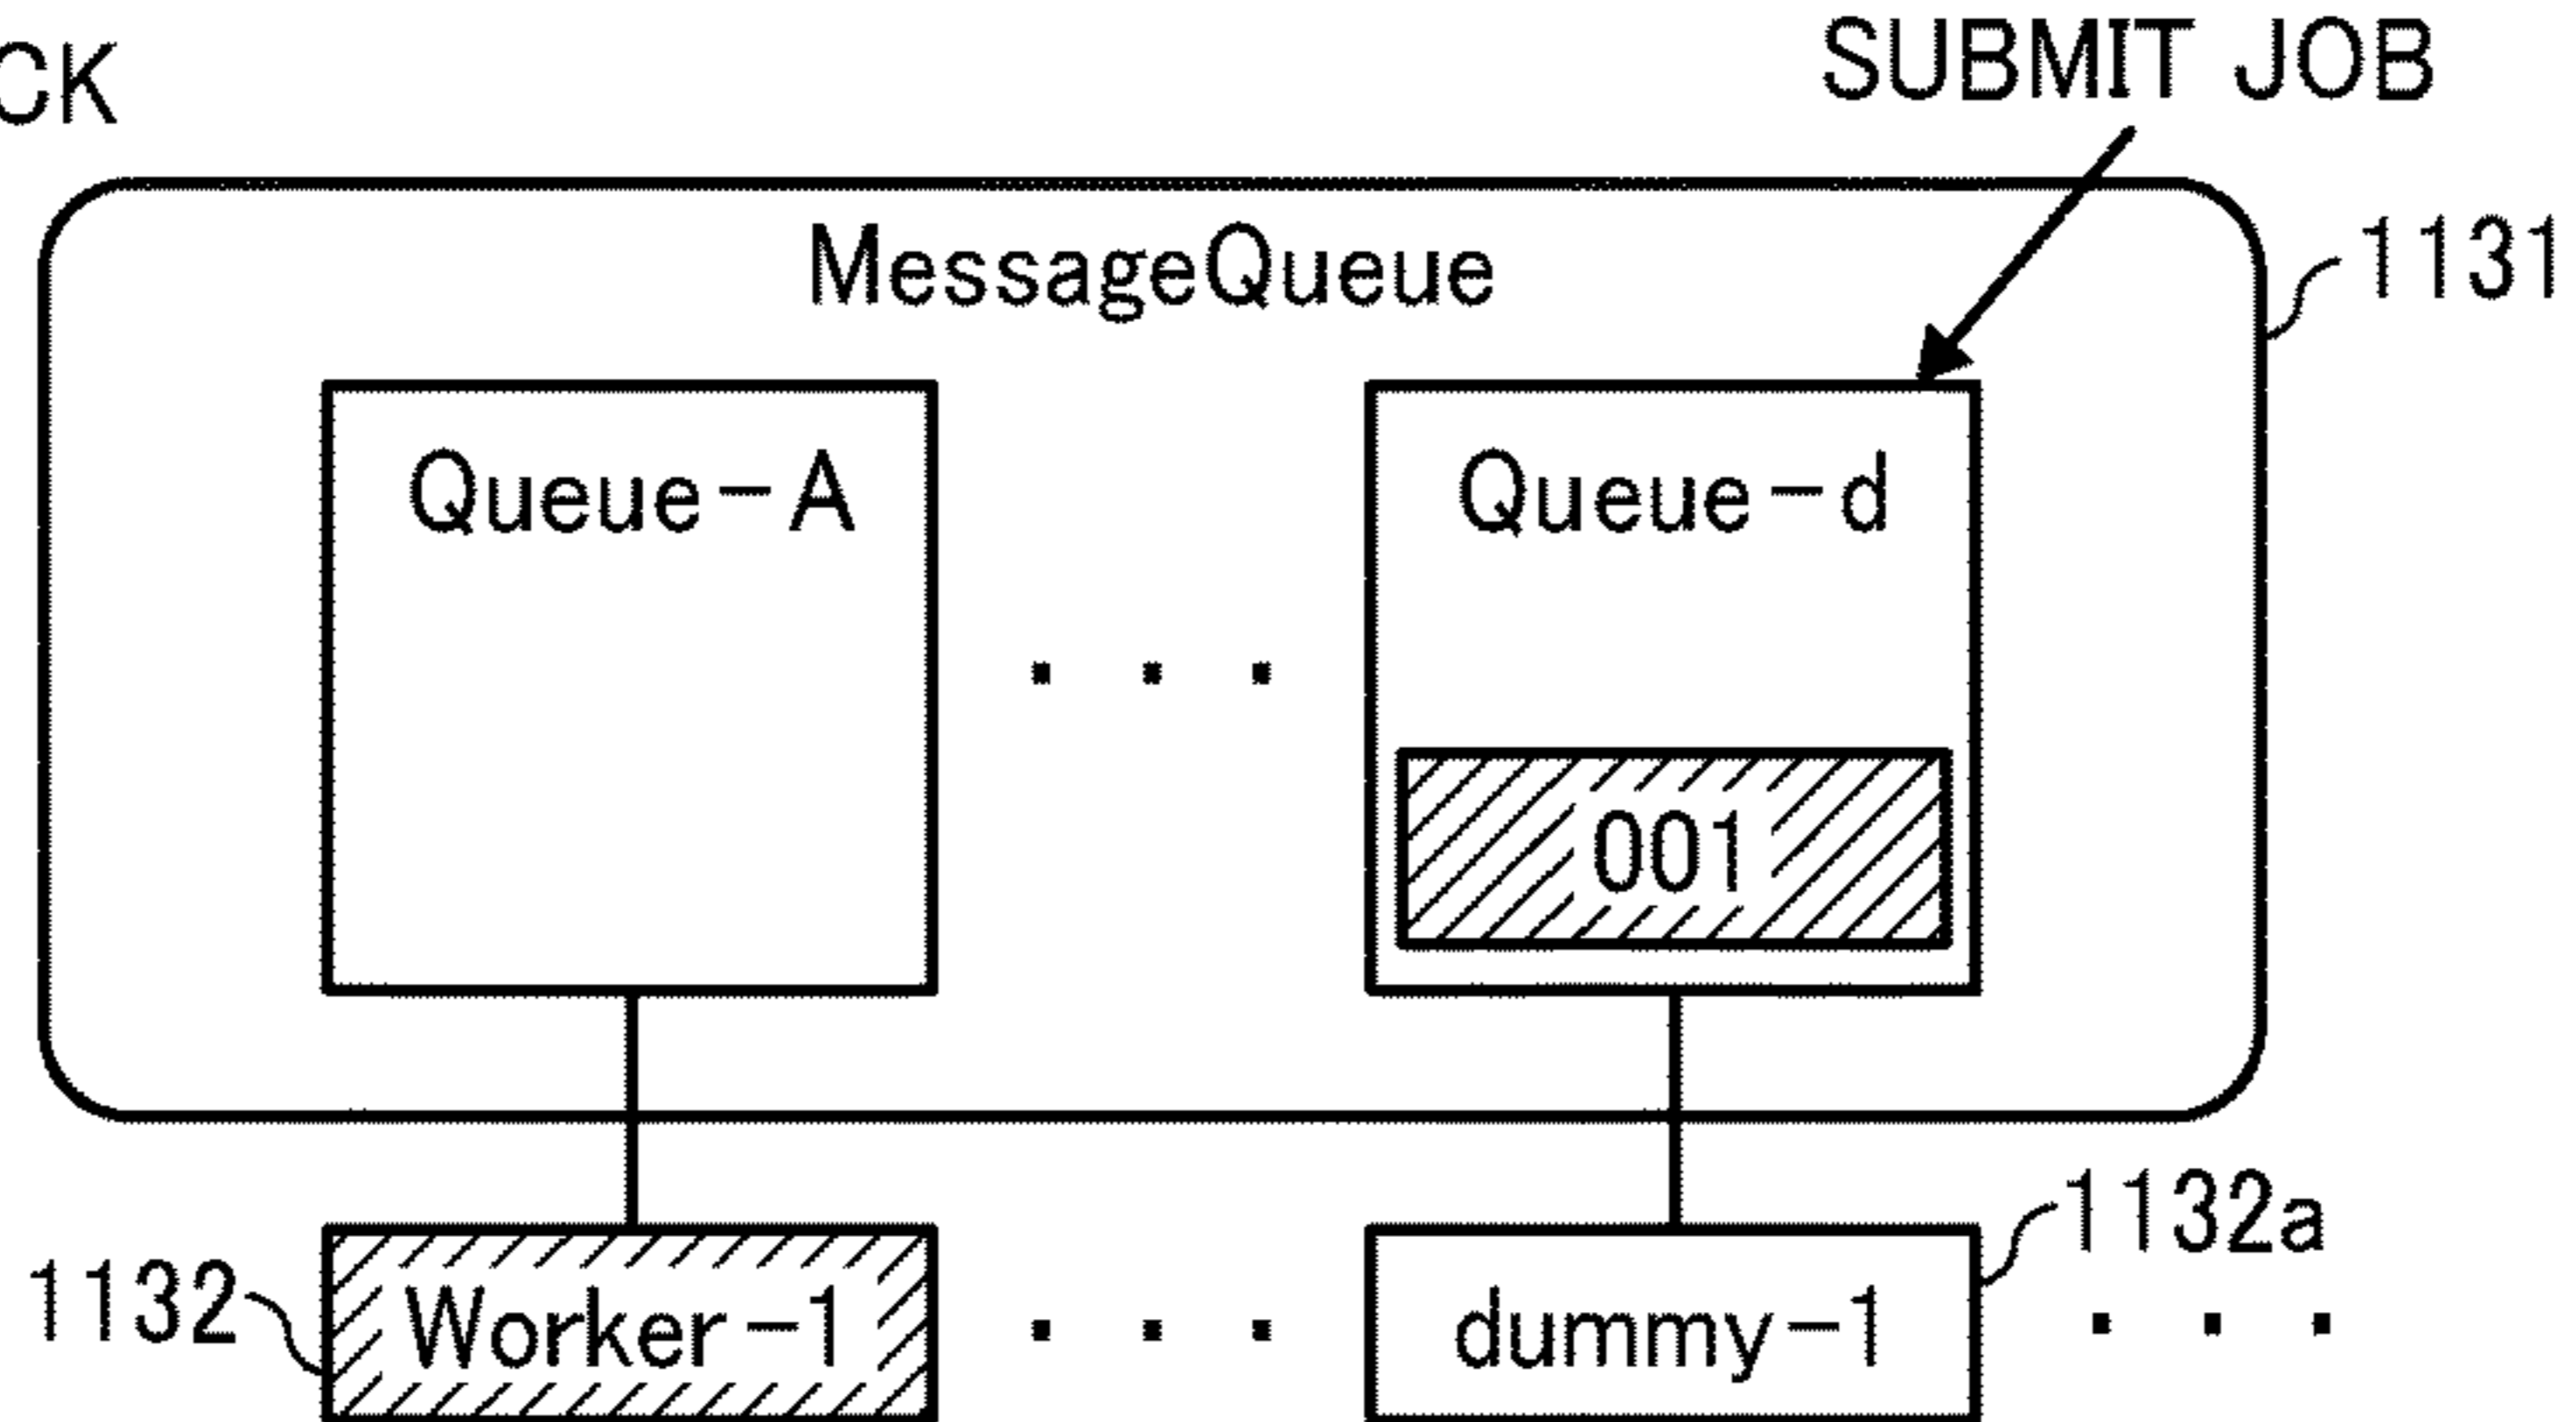 CK
SUBMIT JOB
MessageQueue
1131
Queue-A
Queue-d
001
1132a
1132
Worker-1
dummy-1